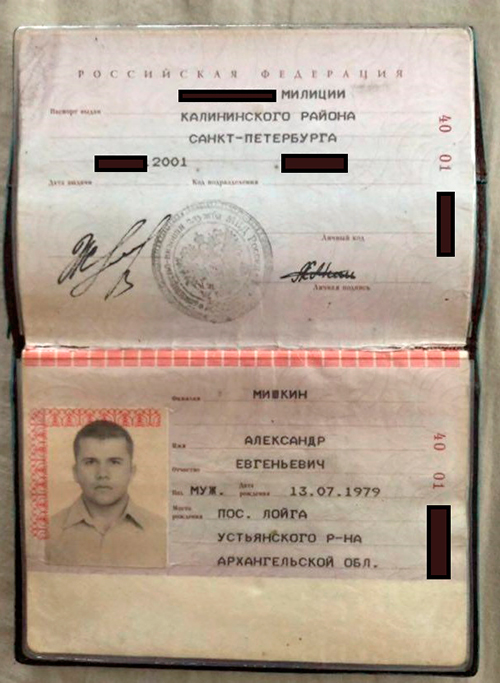 РОССИЙСКАЯ ФЕДЕРАЦИЯ
МИЛИЦИИ
Паспорт выдан
КАЛИНИНСКОГО РАЙОНА
САНКТ-ПЕТЕРБУРГА
.2001
Дата выдачи Код подразделения
40 01
Личный код
Личная подпись
МИШКИН
Фамилия
АЛЕКСАНДР
Имя
ЕВГЕНЬЕВИЧ
Отчество
Пол МУЖ. Дата рождения 13.07.1979
Место рождения ПОС. ЛОЙГА
УСТЬЯНСКОГО Р-НА
АРХАНГЕЛЬСКОЙ ОБЛ.
40 01